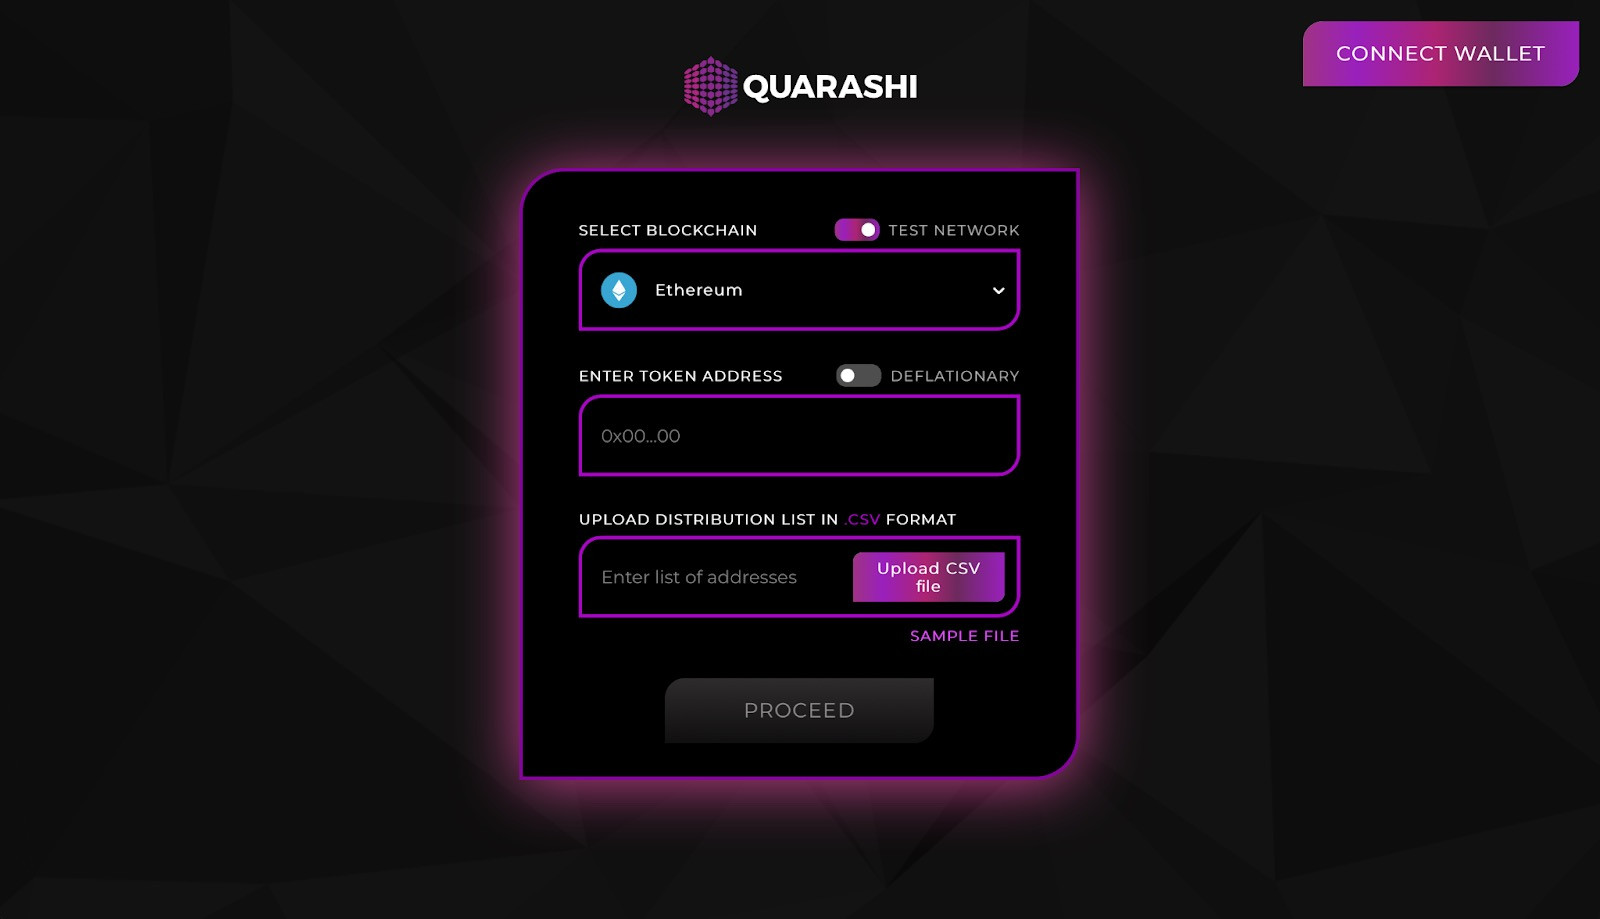 CONNECT WALLET
QUARASHI
SELECT BLOCKCHAIN
TEST NETWORK
Ethereum
ENTER TOKEN ADDRESS
DEFLATIONARY
0x00...00
UPLOAD DISTRIBUTION LIST IN .CSV FORMAT
Enter list of addresses
Upload CSV
file
SAMPLE FILE
PROCEED